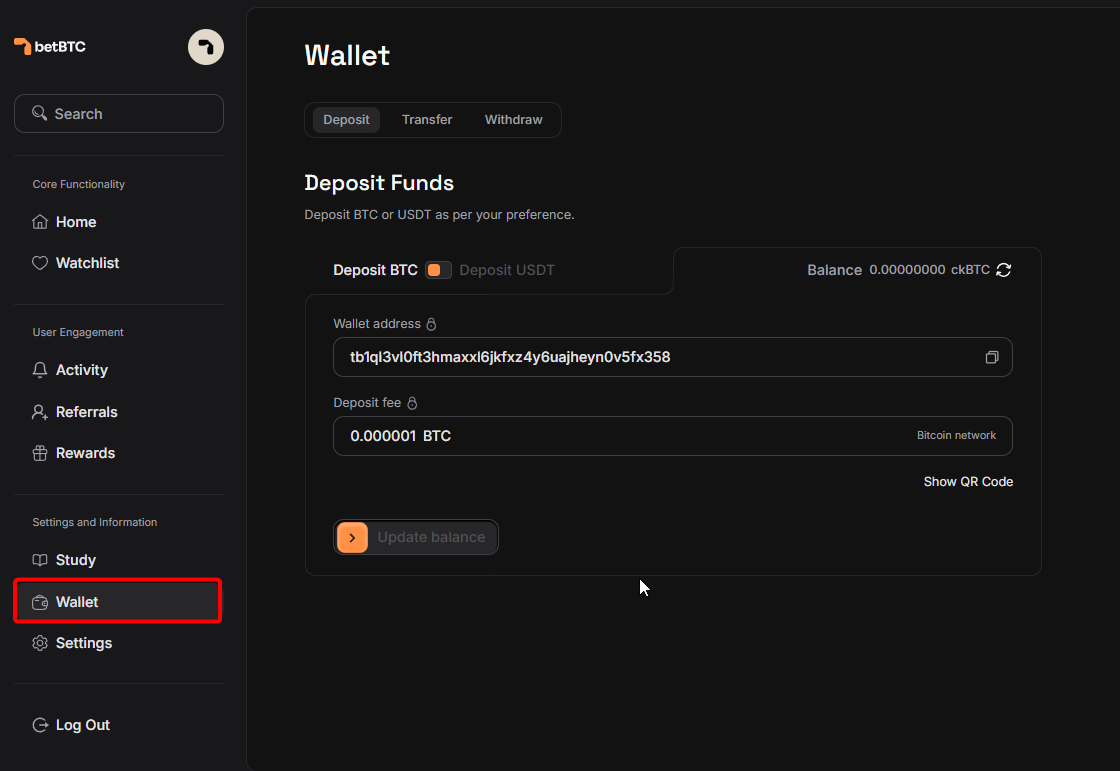 betBTC
Search
Core Functionality
Home
Watchlist
User Engagement
Activity
Referrals
Rewards
Settings and Information
Study
Wallet
Settings
Log Out
Wallet
Deposit Transfer Withdraw
Deposit Funds
Deposit BTC or USDT as per your preference.
Deposit BTC Deposit USDT
Balance 0.00000000 ckBTC
Wallet address
tb1ql3vl0ft3hmaxxl6jkfxz4y6uajheyn0v5fx358
Deposit fee
0.000001 BTC Bitcoin network
Show QR Code
Update balance